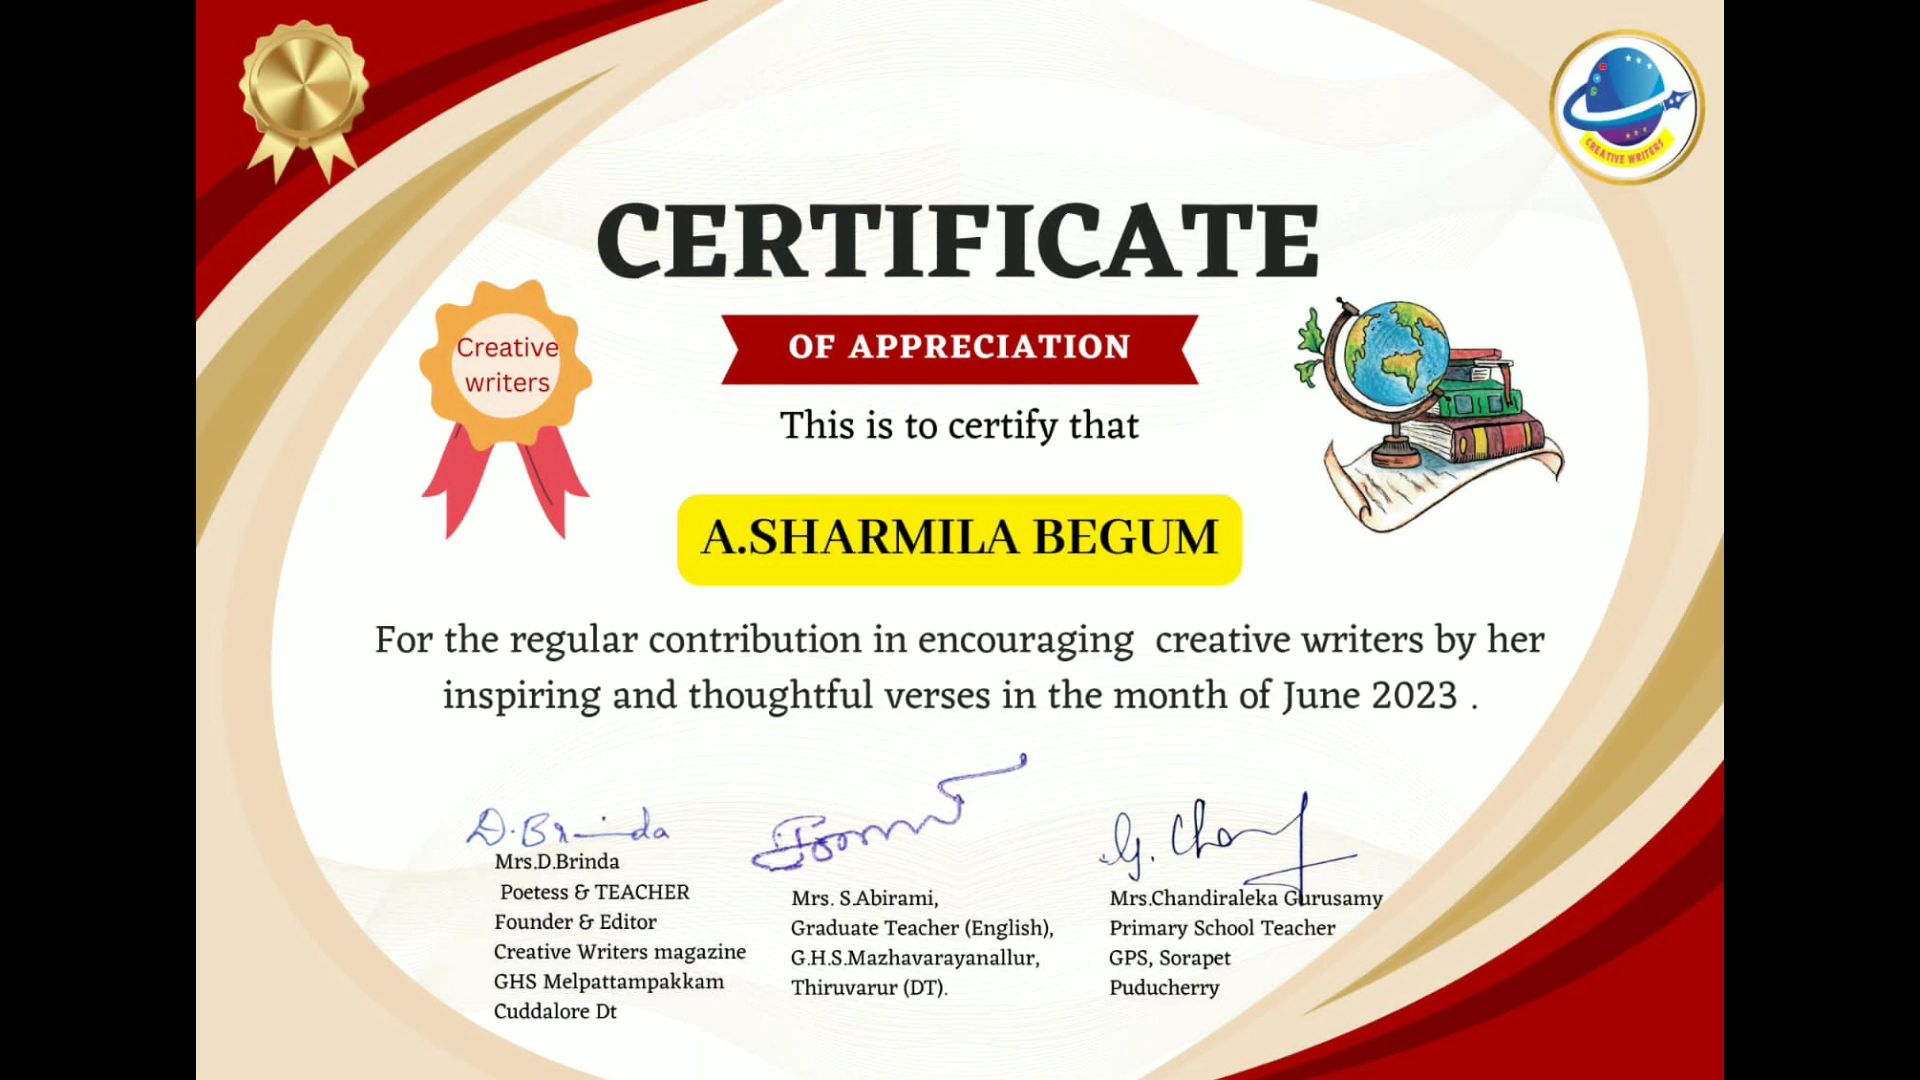 CREATIVE WRITERS
CERTIFICATE
Creative
writers
OF APPRECIATION
This is to certify that
A.SHARMILA BEGUM
For the regular contribution in encouraging creative writers by her
inspiring and thoughtful verses in the month of June 2023 .
D.Brinda
Mrs.D.Brinda
Poetess & TEACHER
Founder & Editor
Creative Writers magazine
GHS Melpattampakkam
Cuddalore Dt
Mrs. S.Abirami,
Graduate Teacher (English),
G.H.S.Mazhavarayanallur,
Thiruvarur (DT).
Mrs.Chandiraleka Gurusamy
Primary School Teacher
GPS, Sorapet
Puducherry